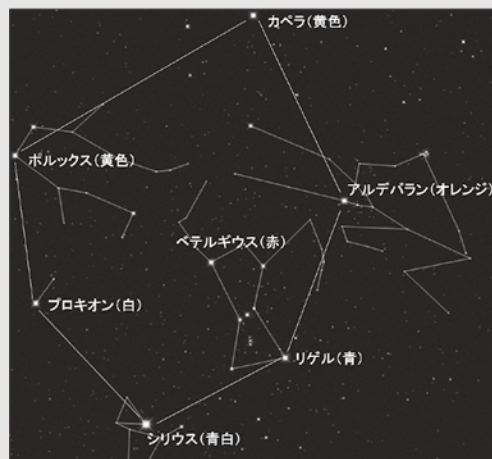 カペラ(黄色)
ポルックス(黄色)
アルデバラン(オレンジ)
ベテルギウス(赤)
プロキオン(白)
リゲル(青)
シリウス(青白)